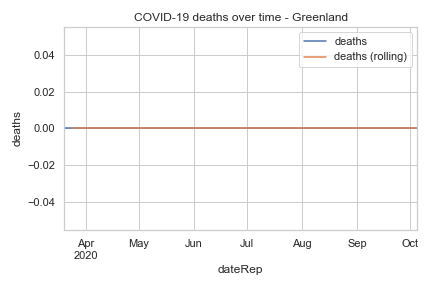 COVID-19 deaths over time - Greenland
deaths
deaths (rolling)
0.04
0.02
0.00
−0.02
−0.04
deaths
Apr
2020
May
Jun
Jul
Aug
Sep
Oct
dateRep